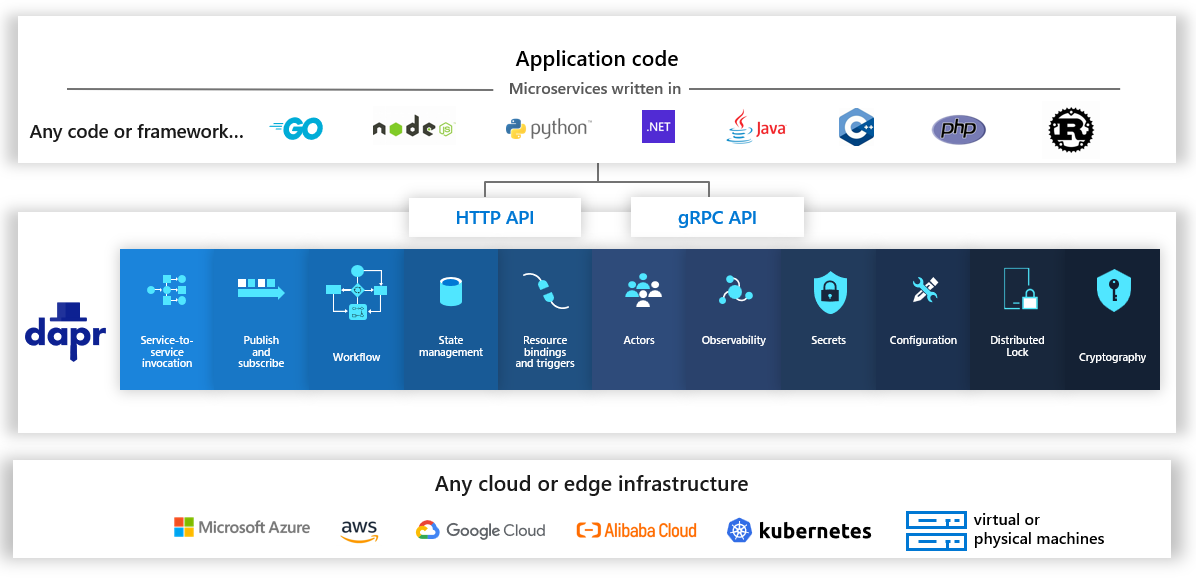 Application code
Microservices written in
Any code or framework...
GO
node JS
python™
.NET
Java
C++
php
R
HTTP API
gRPC API
dapr
Service-to-
service
invocation
Publish
and
subscribe
Workflow
State
management
Resource
bindings
and triggers
Actors
Observability
Secrets
Configuration
Distributed
Lock
Cryptography
Any cloud or edge infrastructure
Microsoft Azure
aws
Google Cloud
Alibaba Cloud
kubernetes
virtual or
physical machines